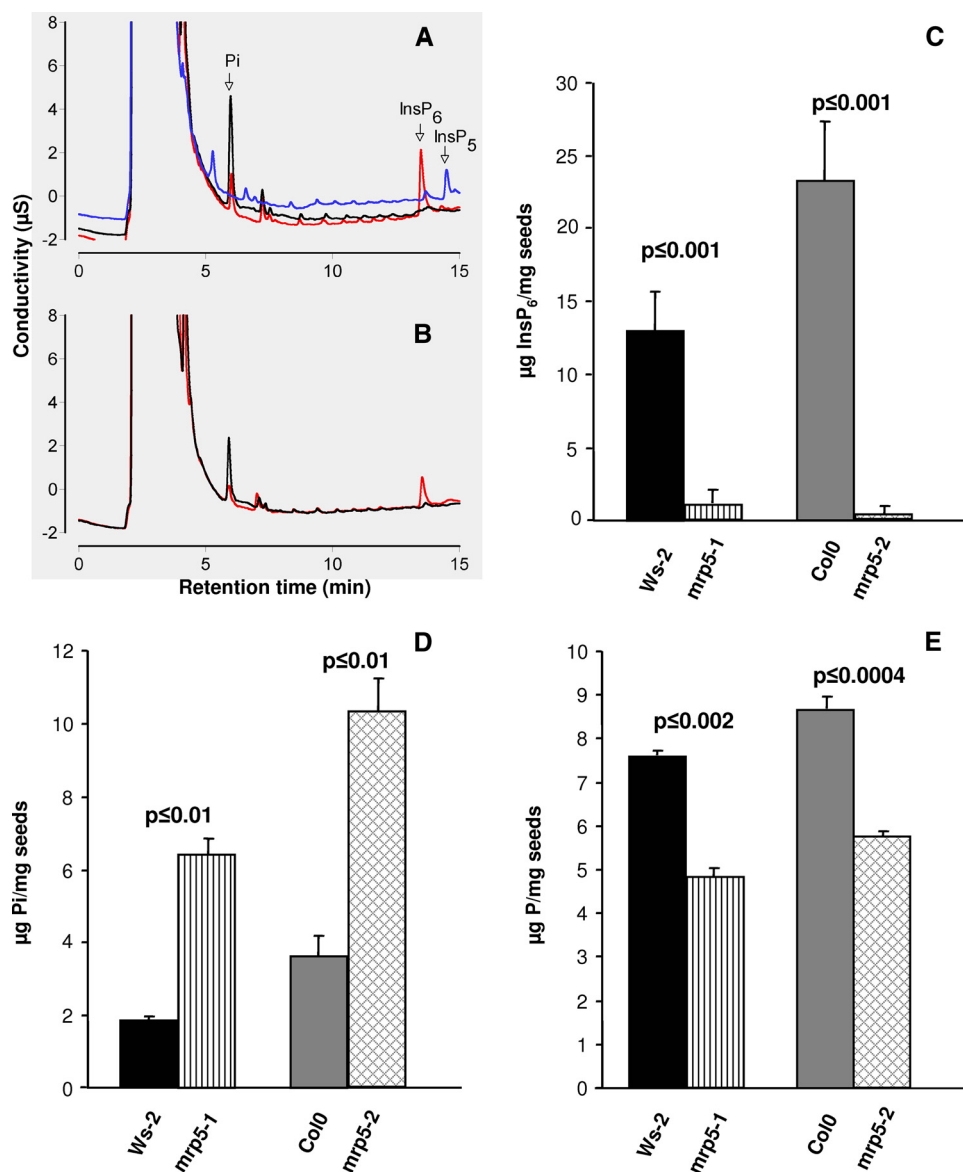 A
8
6
4
2
0
-2
Pi
InsP6
InsP5
0 5 10 15
B
8
6
4
2
0
-2
0 5 10 15
Conductivity (µS)
Retention time (min)
C
30
25
20
15
10
5
0
µg InsP6/mg seeds
p≤0.001
p≤0.001
Ws-2
mrp5-1
Col0
mrp5-2
D
12
10
8
6
4
2
0
µg Pi/mg seeds
p≤0.01
p≤0.01
Ws-2
mrp5-1
Col0
mrp5-2
E
10
9
8
7
6
5
4
3
2
1
0
µg P/mg seeds
p≤0.002
p≤0.0004
Ws-2
mrp5-1
Col0
mrp5-2